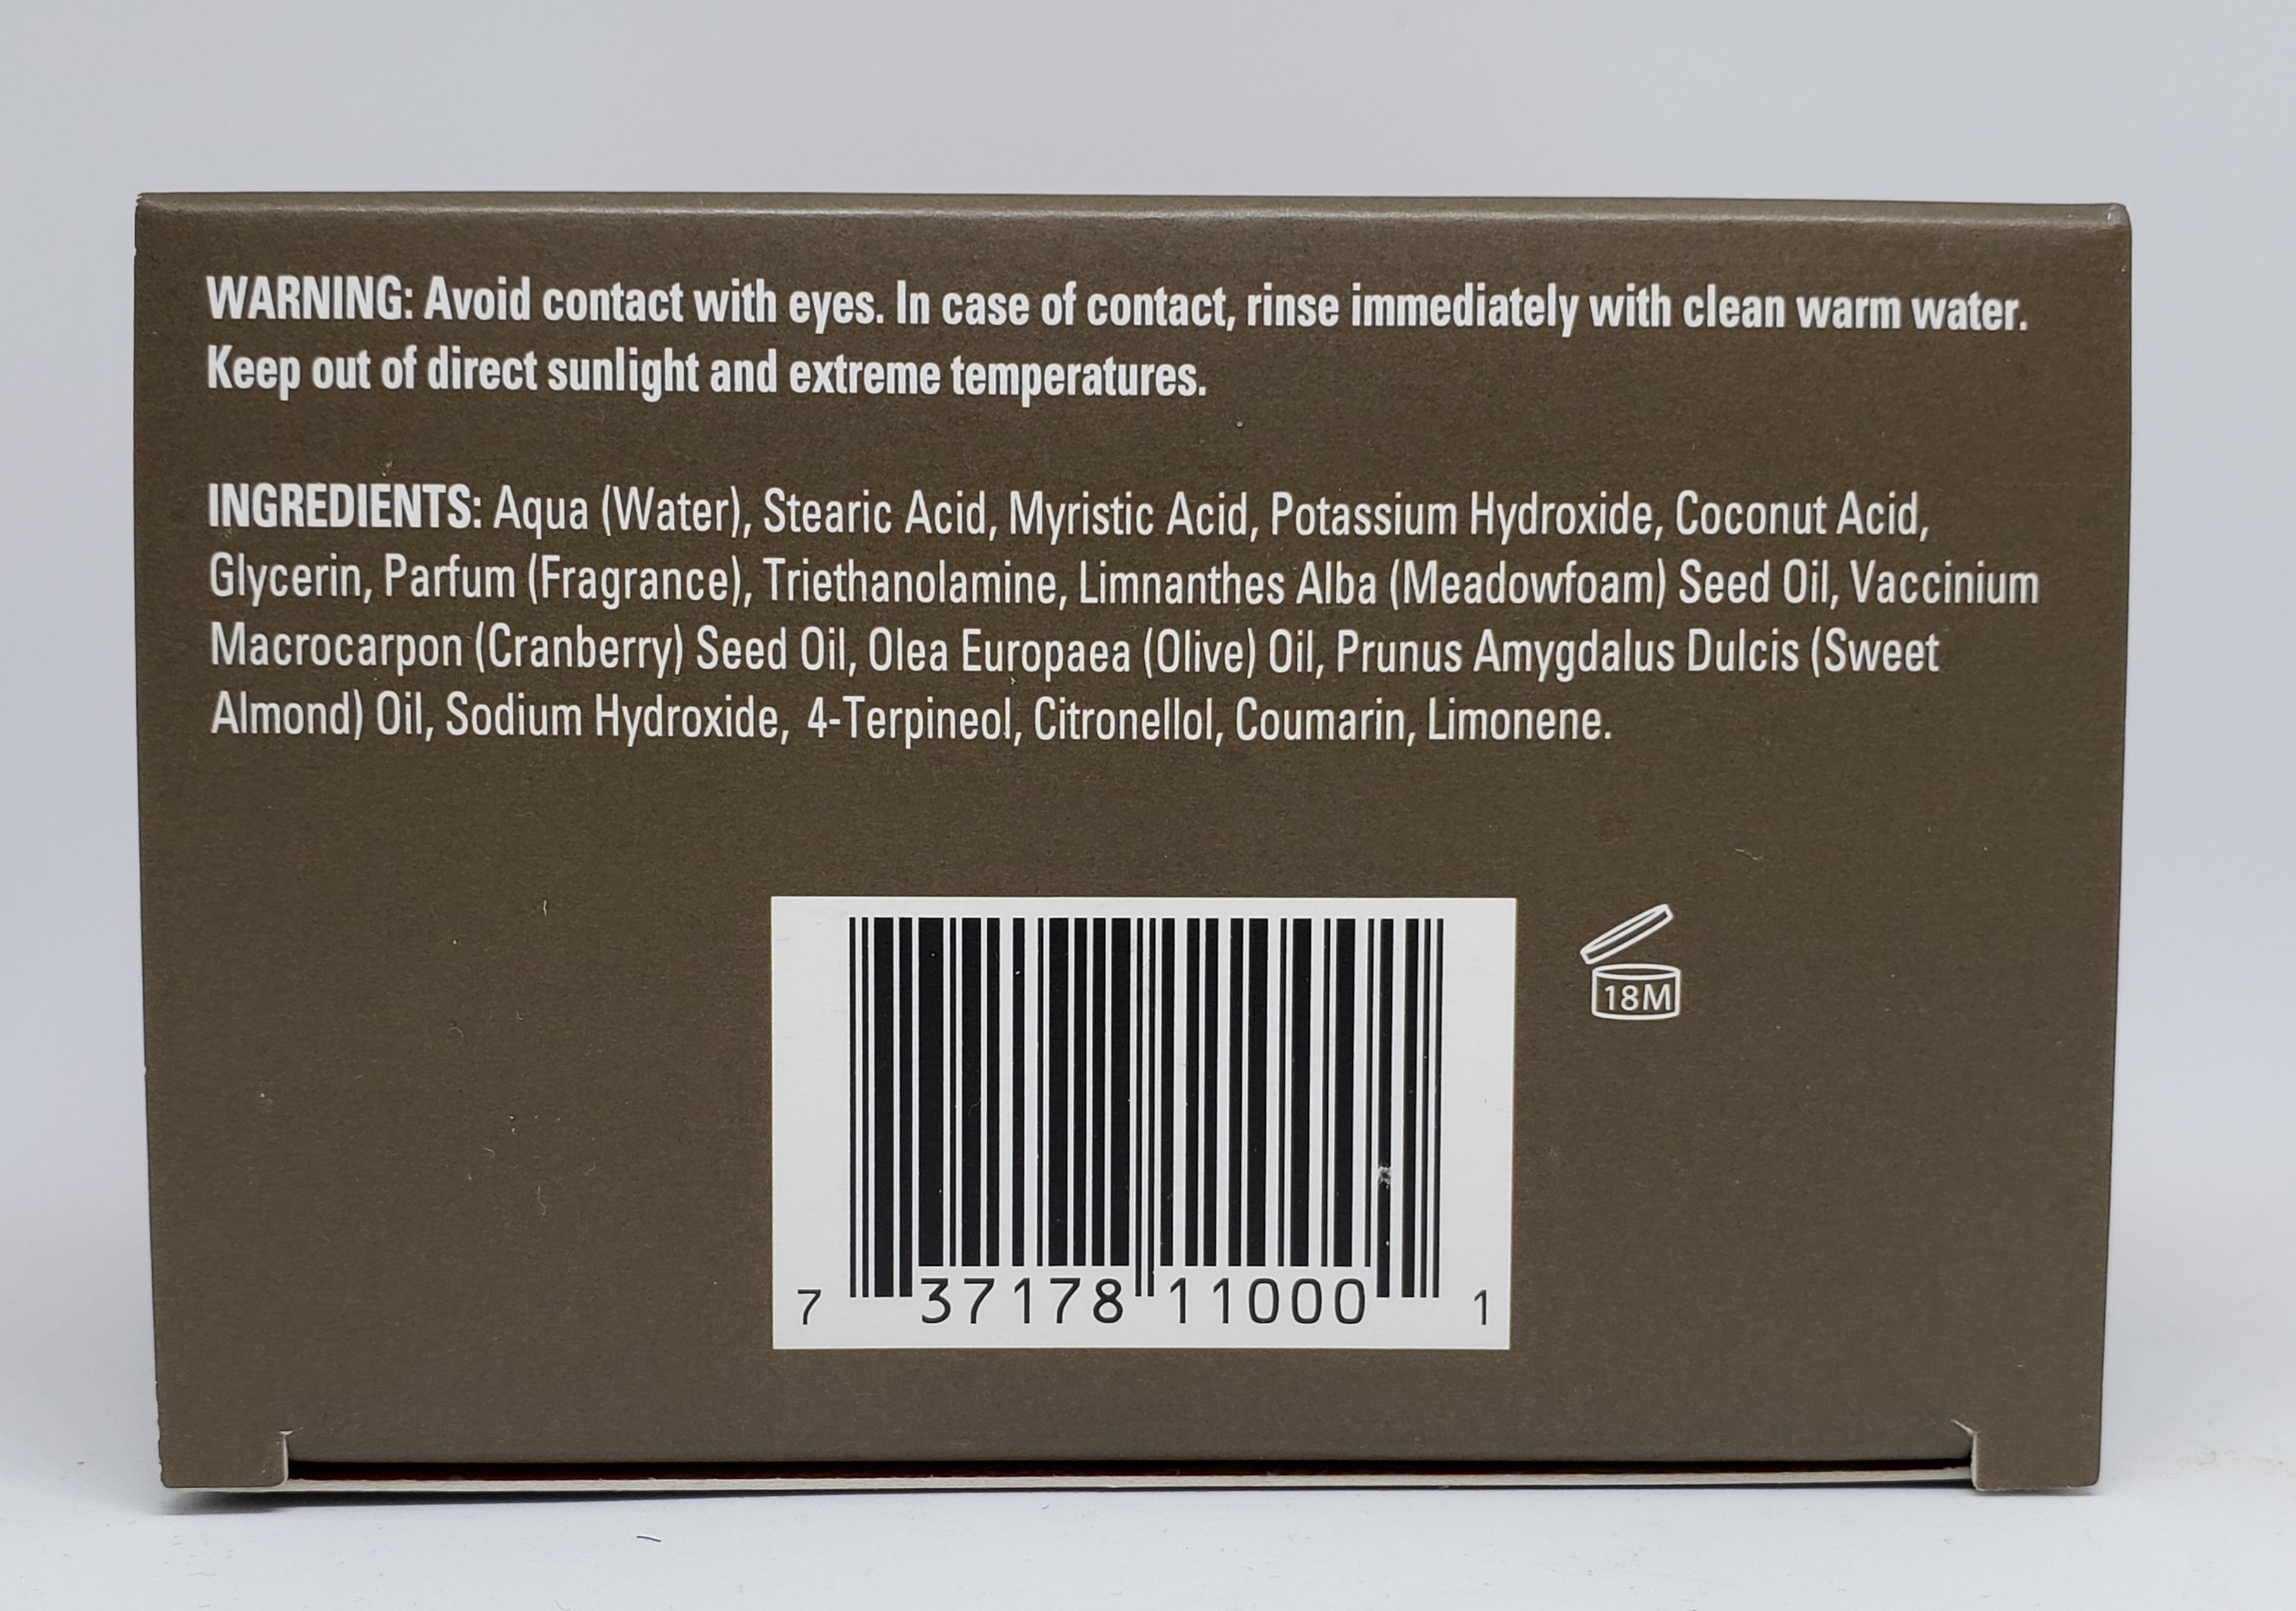 WARNING: Avoid contact with eyes. In case of contact, rinse immediately with clean warm water.
Keep out of direct sunlight and extreme temperatures.
INGREDIENTS: Aqua (Water), Stearic Acid, Myristic Acid, Potassium Hydroxide, Coconut Acid,
Glycerin, Parfum (Fragrance), Triethanolamine, Limnanthes Alba (Meadowfoam) Seed Oil, Vaccinium
Macrocarpon (Cranberry) Seed Oil, Olea Europaea (Olive) Oil, Prunus Amygdalus Dulcis (Sweet
Almond) Oil, Sodium Hydroxide, 4-Terpineol, Citronellol, Coumarin, Limonene.
18M
7 37178 11000 1